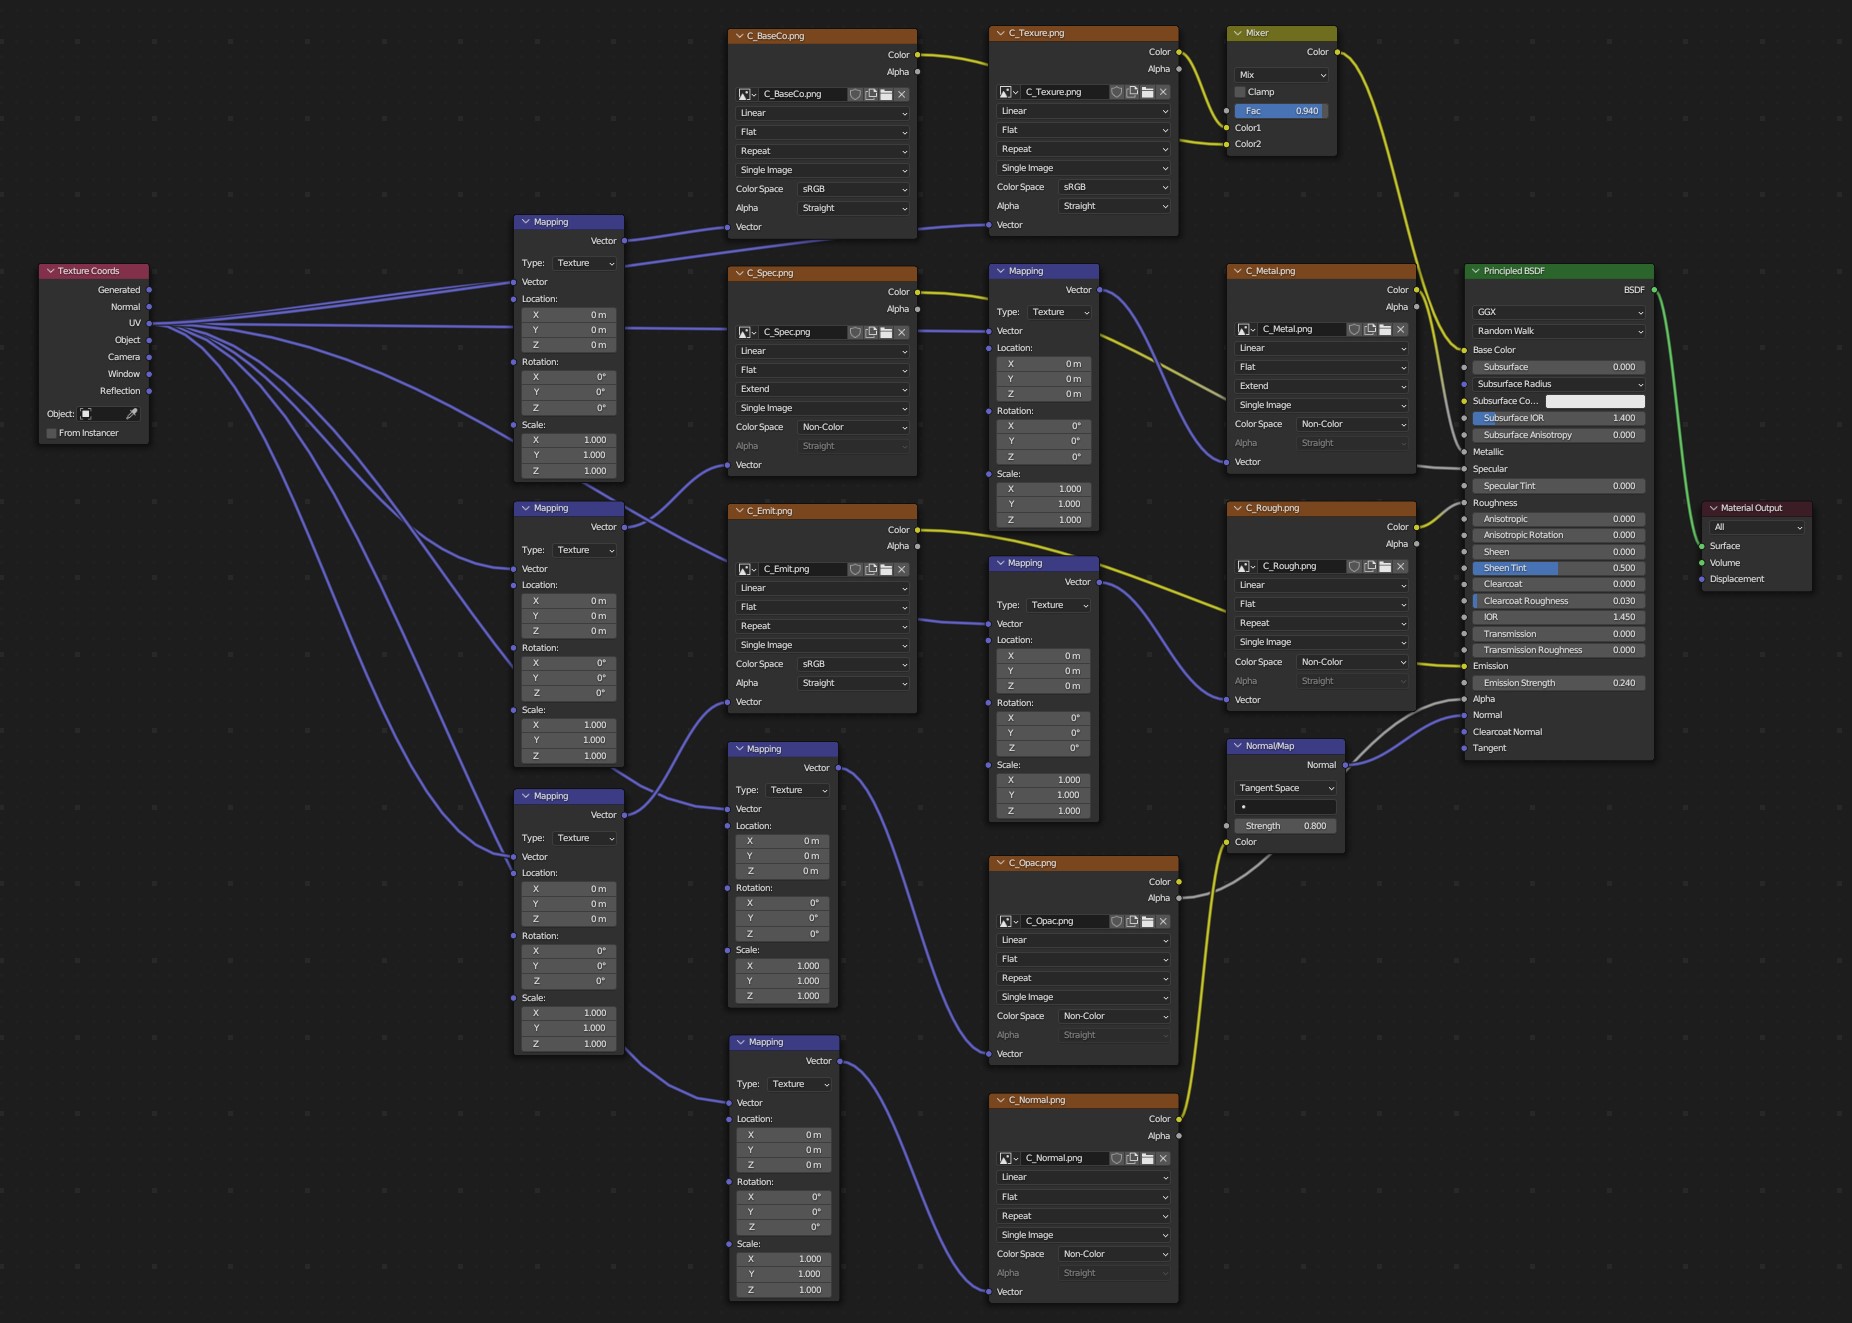 Texture Coords
Generated
Normal
UV
Object
Camera
Window
Reflection
Object:
From Instancer
Mapping
Vector
Type: Texture
Vector
Location:
X 0 m
Y 0 m
Z 0 m
Rotation:
X 0°
Y 0°
Z 0°
Scale:
X 1.000
Y 1.000
Z 1.000
Mapping
Vector
Type: Texture
Vector
Location:
X 0 m
Y 0 m
Z 0 m
Rotation:
X 0°
Y 0°
Z 0°
Scale:
X 1.000
Y 1.000
Z 1.000
Mapping
Vector
Type: Texture
Vector
Location:
X 0 m
Y 0 m
Z 0 m
Rotation:
X 0°
Y 0°
Z 0°
Scale:
X 1.000
Y 1.000
Z 1.000
C_BaseCo.png
Color
Alpha
C_BaseCo.png
Linear
Flat
Repeat
Single Image
Color Space sRGB
Alpha Straight
Vector
C_Spec.png
Color
Alpha
C_Spec.png
Linear
Flat
Extend
Single Image
Color Space Non-Color
Alpha Straight
Vector
C_Emit.png
Color
Alpha
C_Emit.png
Linear
Flat
Repeat
Single Image
Color Space sRGB
Alpha Straight
Vector
Mapping
Vector
Type: Texture
Vector
Location:
X 0 m
Y 0 m
Z 0 m
Rotation:
X 0°
Y 0°
Z 0°
Scale:
X 1.000
Y 1.000
Z 1.000
Mapping
Vector
Type: Texture
Vector
Location:
X 0 m
Y 0 m
Z 0 m
Rotation:
X 0°
Y 0°
Z 0°
Scale:
X 1.000
Y 1.000
Z 1.000
C_Texure.png
Color
Alpha
C_Texure.png
Linear
Flat
Repeat
Single Image
Color Space sRGB
Alpha Straight
Vector
Mapping
Vector
Type: Texture
Vector
Location:
X 0 m
Y 0 m
Z 0 m
Rotation:
X 0°
Y 0°
Z 0°
Scale:
X 1.000
Y 1.000
Z 1.000
Mapping
Vector
Type: Texture
Vector
Location:
X 0 m
Y 0 m
Z 0 m
Rotation:
X 0°
Y 0°
Z 0°
Scale:
X 1.000
Y 1.000
Z 1.000
C_Opac.png
Color
Alpha
C_Opac.png
Linear
Flat
Repeat
Single Image
Color Space Non-Color
Alpha Straight
Vector
C_Normal.png
Color
Alpha
C_Normal.png
Linear
Flat
Repeat
Single Image
Color Space Non-Color
Alpha Straight
Vector
Mixer
Color
Mix
Clamp
Fac 0.940
Color1
Color2
C_Metal.png
Color
Alpha
C_Metal.png
Linear
Flat
Extend
Single Image
Color Space Non-Color
Alpha Straight
Vector
C_Rough.png
Color
Alpha
C_Rough.png
Linear
Flat
Repeat
Single Image
Color Space Non-Color
Alpha Straight
Vector
Normal/Map
Normal
Tangent Space
Strength 0.800
Color
Principled BSDF
BSDF
GGX
Random Walk
Base Color
Subsurface 0.000
Subsurface Radius
Subsurface Co...
Subsurface IOR 1.400
Subsurface Anisotropy 0.000
Metallic
Specular
Specular Tint 0.000
Roughness
Anisotropic 0.000
Anisotropic Rotation 0.000
Sheen 0.000
Sheen Tint 0.500
Clearcoat 0.000
Clearcoat Roughness 0.030
IOR 1.450
Transmission 0.000
Transmission Roughness 0.000
Emission
Emission Strength 0.240
Alpha
Normal
Clearcoat Normal
Tangent
Material Output
All
Surface
Volume
Displacement